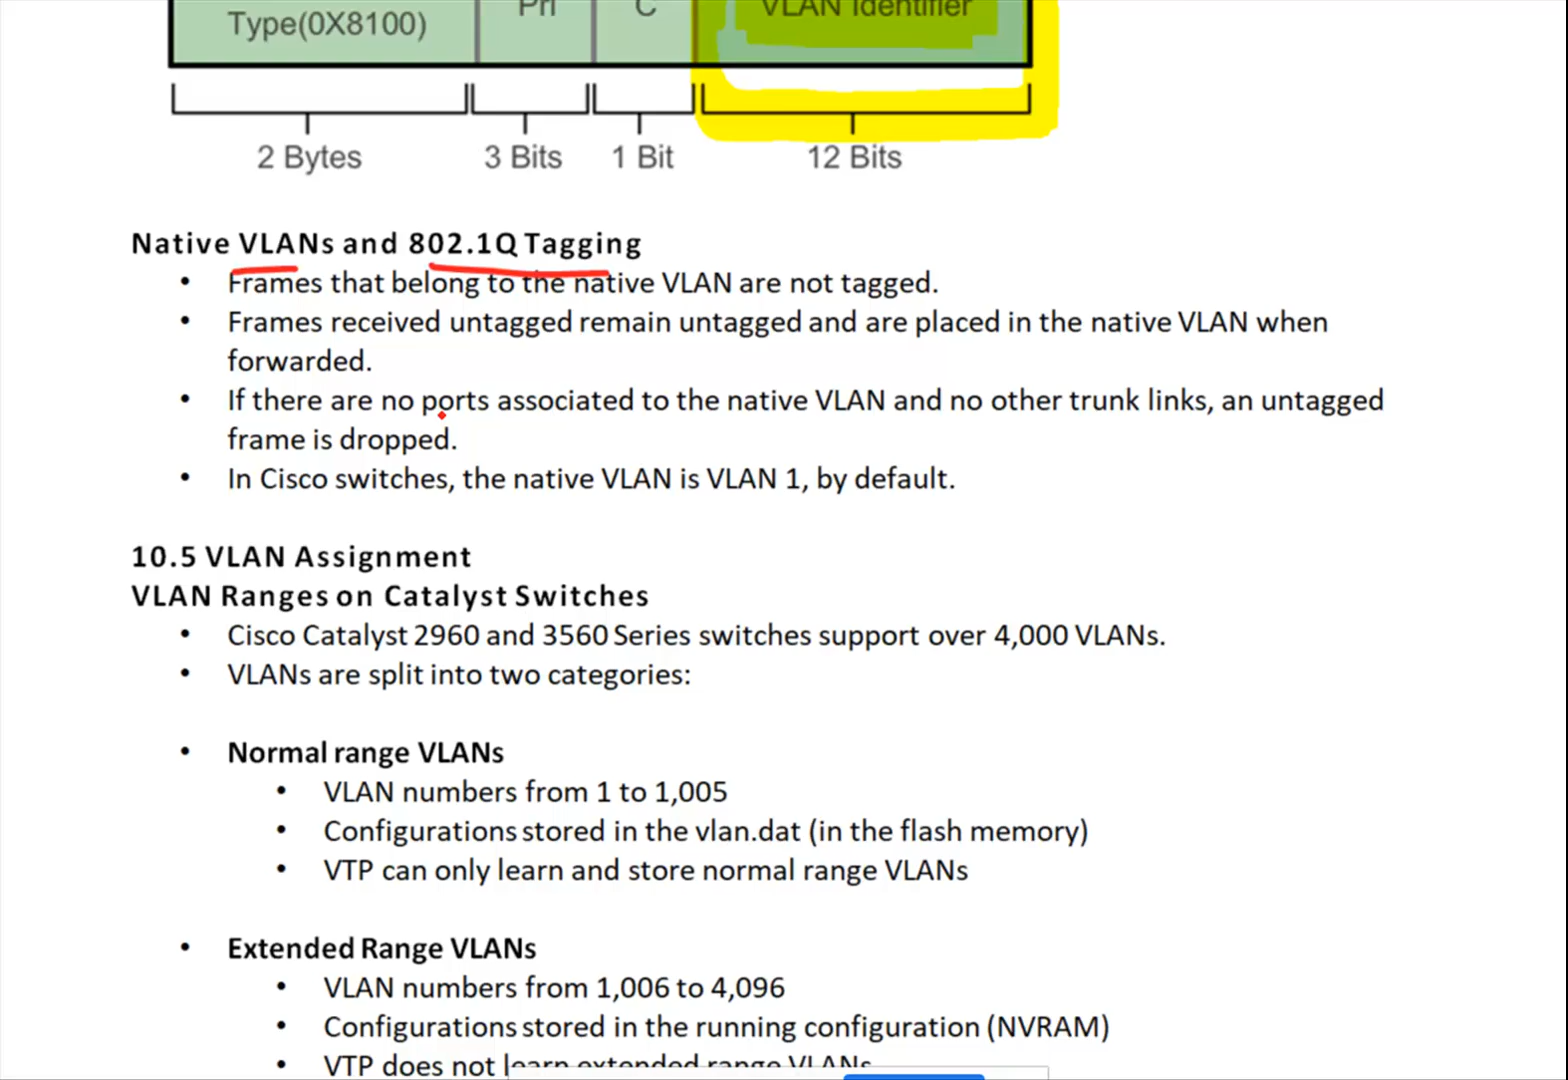 Type(0X8100) Pri C VLAN Identifier
2 Bytes 3 Bits 1 Bit 12 Bits
Native VLANs and 802.1Q Tagging
• Frames that belong to the native VLAN are not tagged.
• Frames received untagged remain untagged and are placed in the native VLAN when
forwarded.
• If there are no ports associated to the native VLAN and no other trunk links, an untagged
frame is dropped.
• In Cisco switches, the native VLAN is VLAN 1, by default.
10.5 VLAN Assignment
VLAN Ranges on Catalyst Switches
• Cisco Catalyst 2960 and 3560 Series switches support over 4,000 VLANs.
• VLANs are split into two categories:
• Normal range VLANs
• VLAN numbers from 1 to 1,005
• Configurations stored in the vlan.dat (in the flash memory)
• VTP can only learn and store normal range VLANs
• Extended Range VLANs
• VLAN numbers from 1,006 to 4,096
• Configurations stored in the running configuration (NVRAM)
• VTP does not learn extended range VLANs